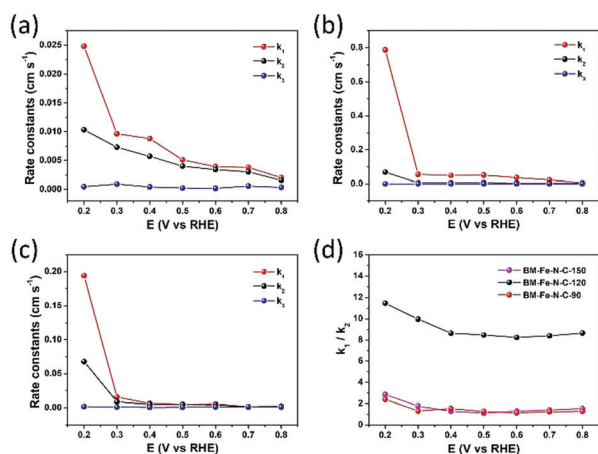 (a)
Rate constants (cm s⁻¹)
0.025
0.020
0.015
0.010
0.005
0.000
k₁
k₂
k₃
0.2 0.3 0.4 0.5 0.6 0.7 0.8
E (V vs RHE)
(b)
Rate constants (cm s⁻¹)
0.8
0.6
0.4
0.2
0.0
k₁
k₂
k₃
0.2 0.3 0.4 0.5 0.6 0.7 0.8
E (V vs RHE)
(c)
Rate constants (cm s⁻¹)
0.20
0.15
0.10
0.05
0.00
k₁
k₂
k₃
0.2 0.3 0.4 0.5 0.6 0.7 0.8
E (V vs RHE)
(d)
k₁ / k₂
16
14
12
10
8
6
4
2
0
BM-Fe-N-C-150
BM-Fe-N-C-120
BM-Fe-N-C-90
0.2 0.3 0.4 0.5 0.6 0.7 0.8
E (V vs RHE)